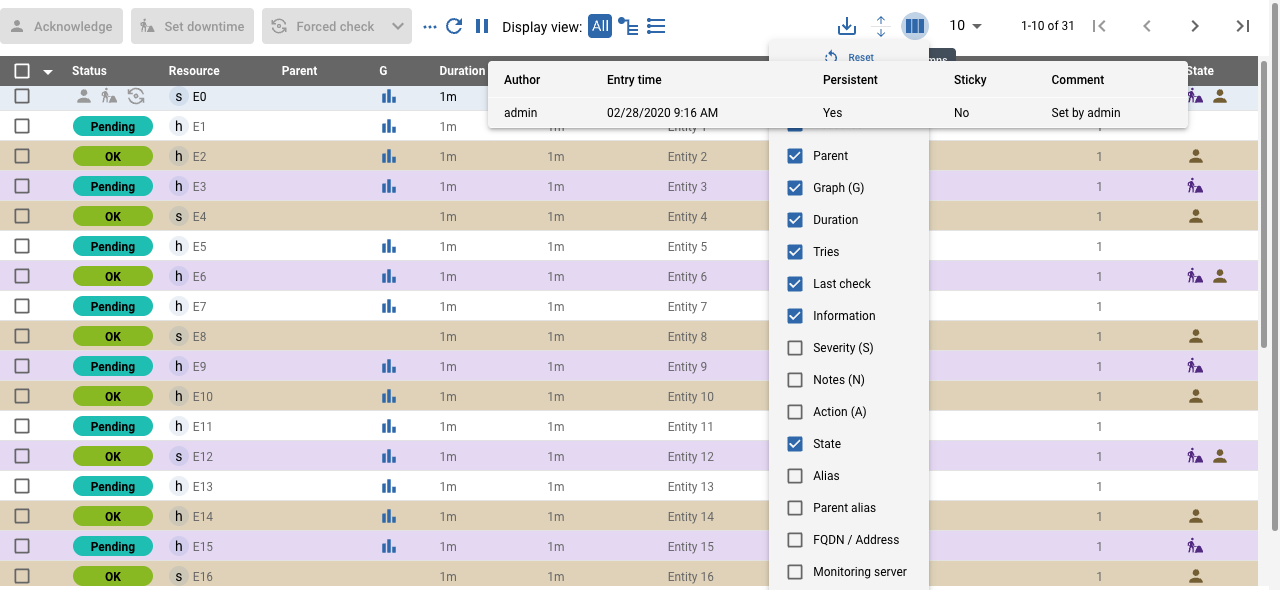 Acknowledge Set downtime Forced check Display view: All 10 1-10 of 31
Reset
Status Resource Parent G Duration State
Author Entry time Persistent Sticky Comment
admin 02/28/2020 9:16 AM Yes No Set by admin
s E0 1m
Pending h E1 1m 1m Entity 1 1
OK h E2 1m 1m Entity 2 Parent 1
Pending h E3 1m 1m Entity 3 Graph (G) 1
OK s E4 1m 1m Entity 4 Duration 1
Pending h E5 1m 1m Entity 5 Tries 1
OK h E6 1m 1m Entity 6 Last check 1
Pending h E7 1m 1m Entity 7 Information 1
OK s E8 1m 1m Entity 8 Severity (S) 1
Pending h E9 1m 1m Entity 9 Notes (N) 1
OK h E10 1m 1m Entity 10 Action (A) 1
Pending h E11 1m 1m Entity 11 State 1
OK s E12 1m 1m Entity 12 Alias 1
Pending h E13 1m 1m Entity 13 Parent alias 1
OK h E14 1m 1m Entity 14 FQDN / Address 1
Pending h E15 1m 1m Entity 15 Monitoring server 1
OK s E16 1m 1m Entity 16 1